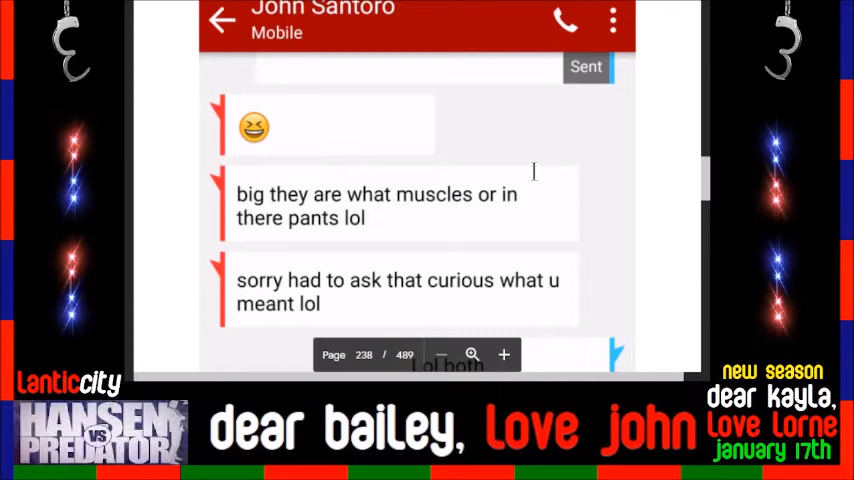 John Santoro
Mobile
Sent
big they are what muscles or in
there pants lol
sorry had to ask that curious what u
meant lol
Page 238 / 489
Lol both
Lanticcity
HANSEN
VS
PREDATOR
dear bailey, Love john
new season
dear kayla,
Love Lorne
january 17th